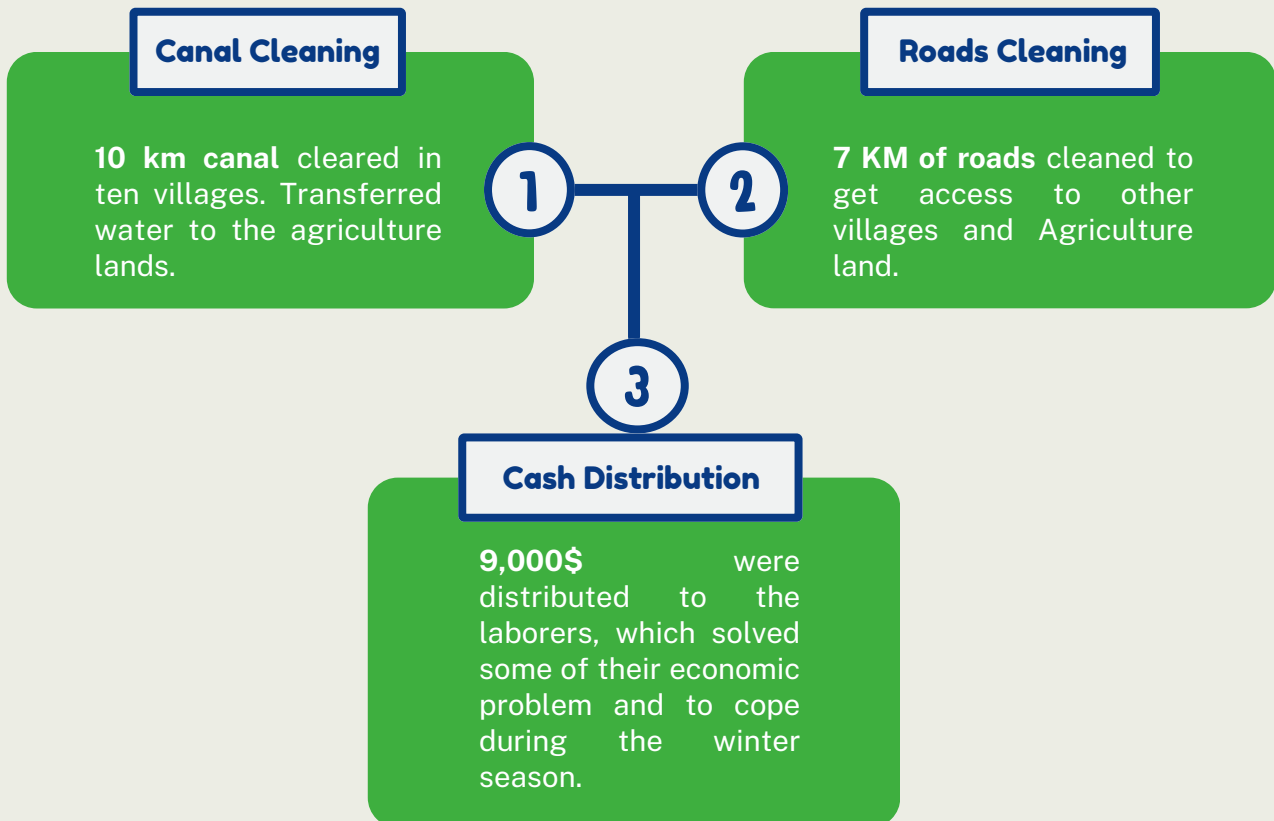 Canal Cleaning
10 km canal cleared in
ten villages. Transferred
water to the agriculture
lands.
1
Roads Cleaning
2
7 KM of roads cleaned to
get access to other
villages and Agriculture
land.
3
Cash Distribution
9,000$ were
distributed to the
laborers, which solved
some of their economic
problem and to cope
during the winter
season.